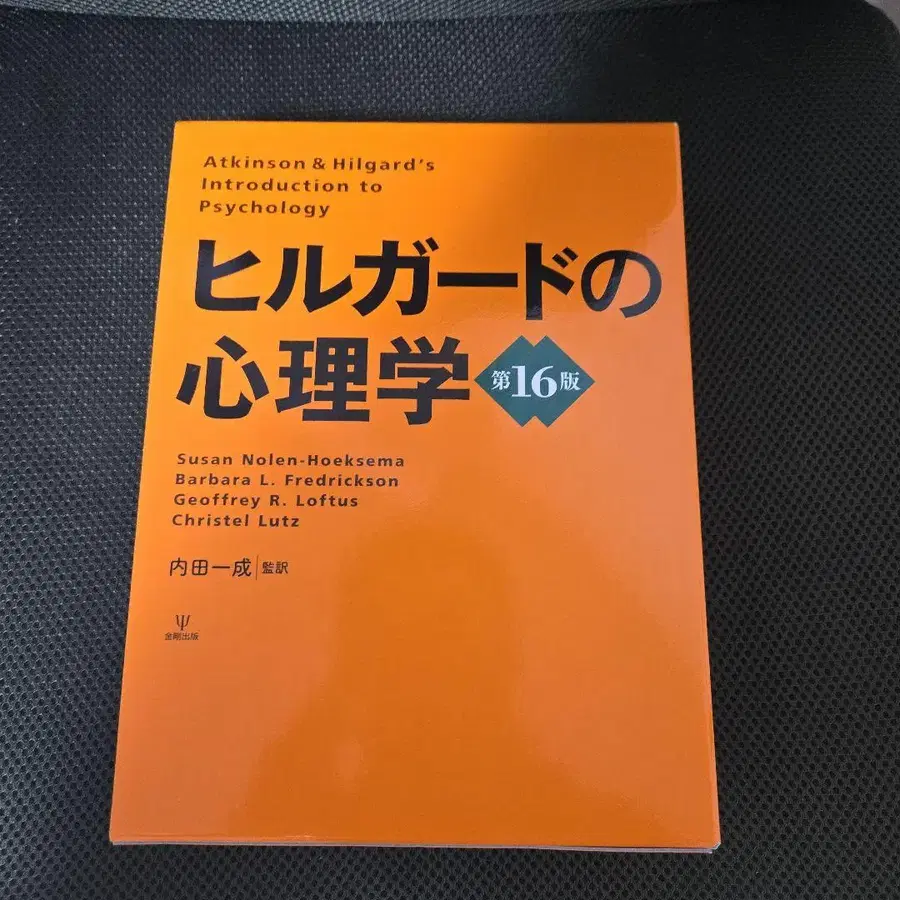 Atkinson & Hilgard's
Introduction to
Psychology
ヒルガードの
心理学 第16版
Susan Nolen-Hoeksema
Barbara L. Fredrickson
Geoffrey R. Loftus
Christel Lutz
内田一成 監訳
金剛出版